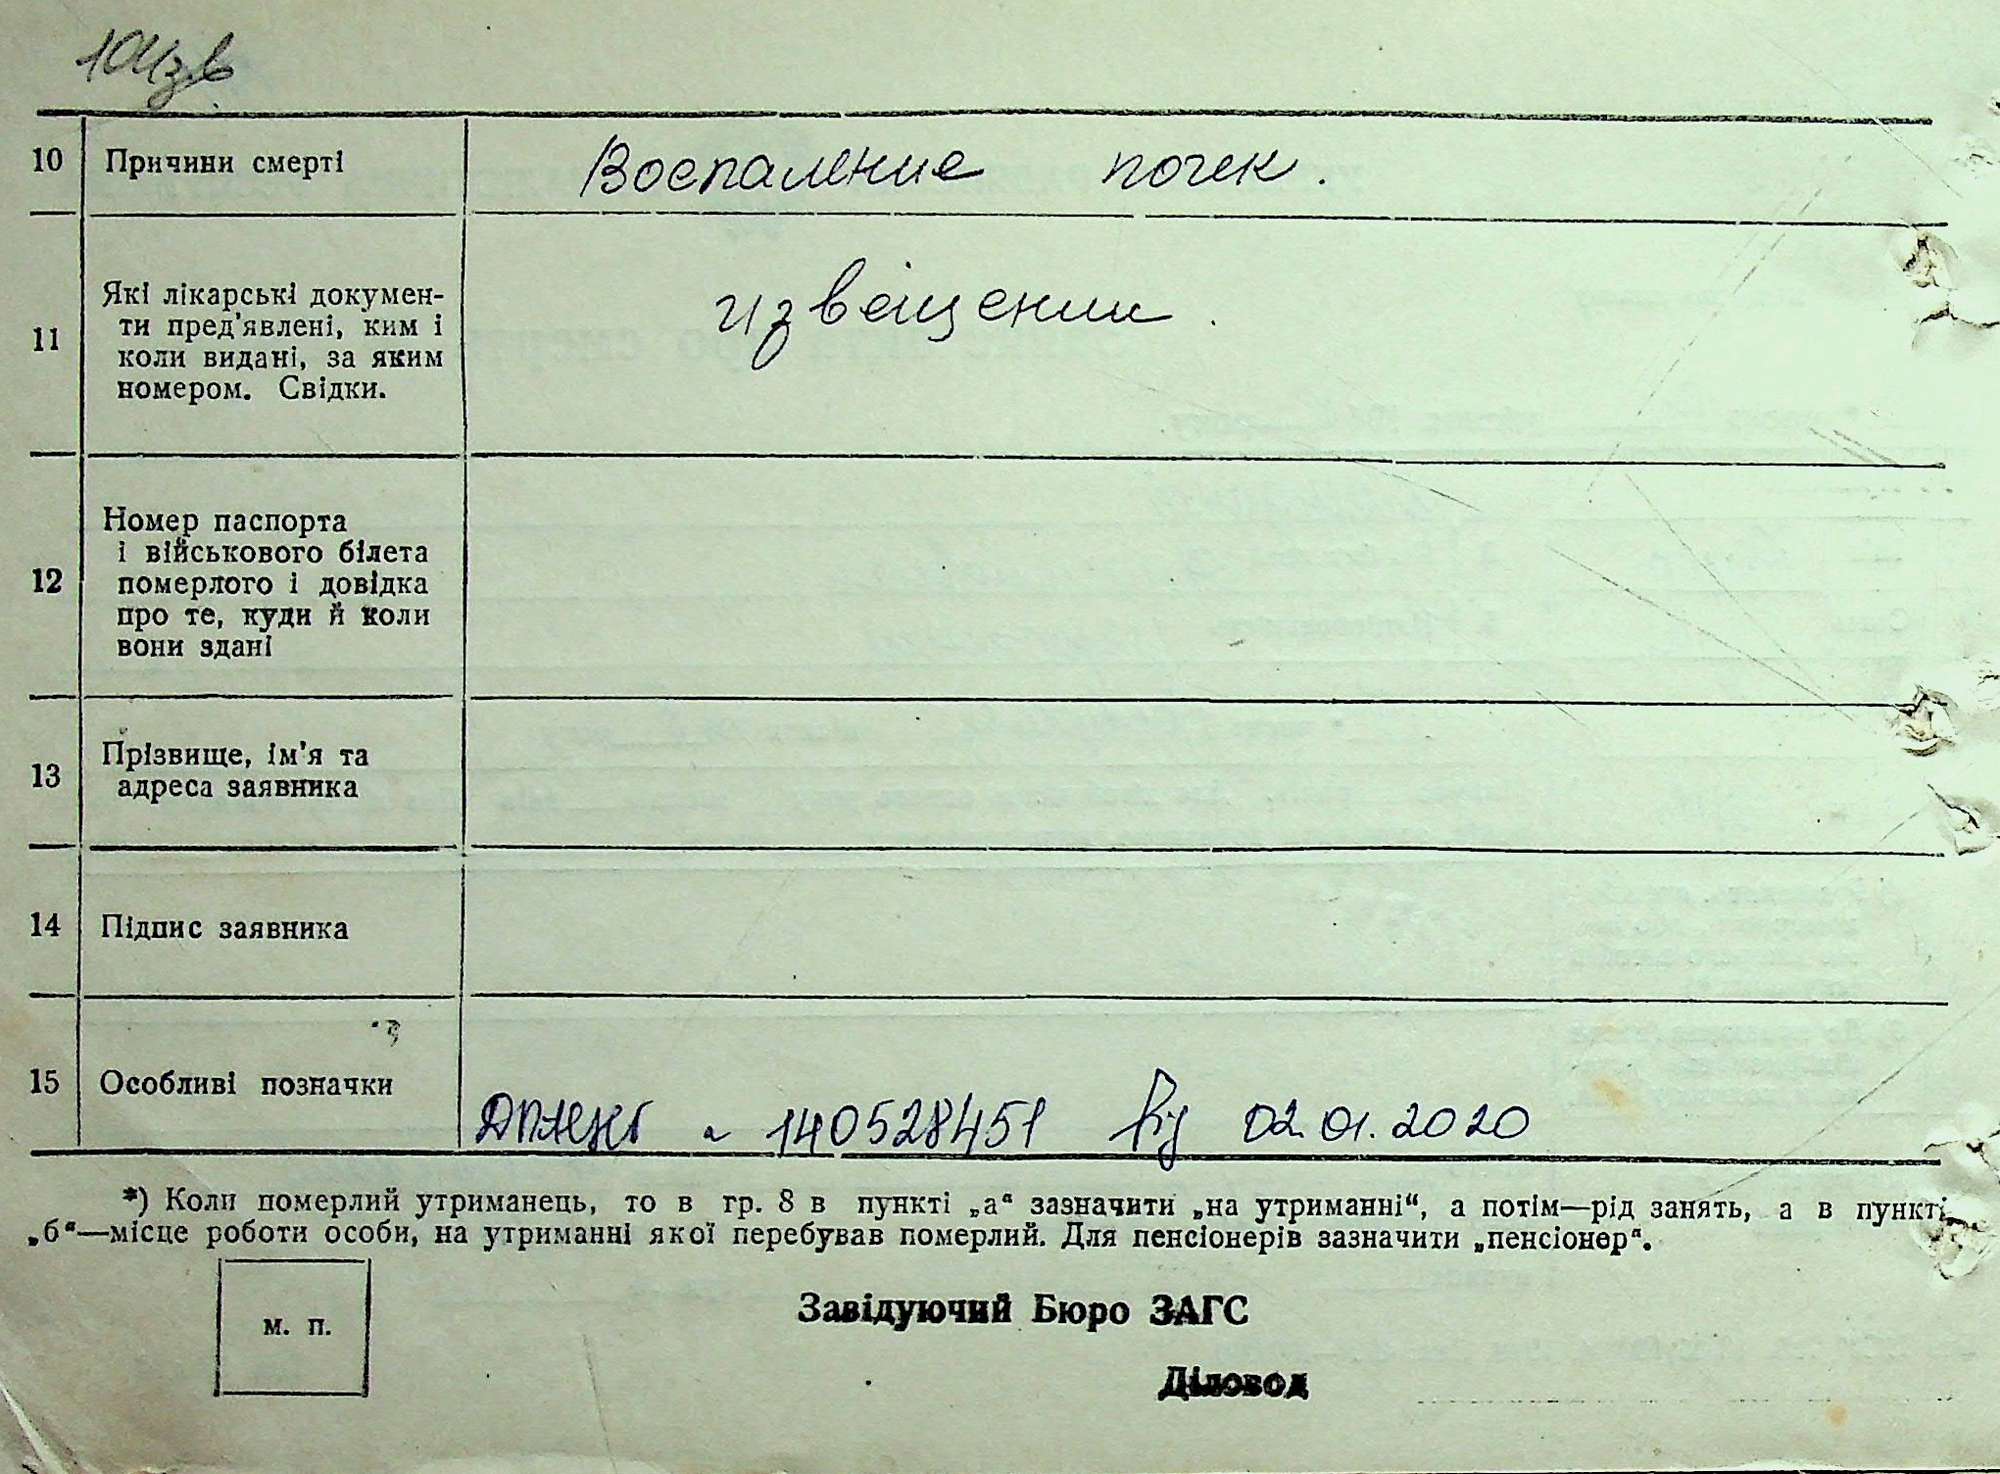 10 Причини смерті Воспаление почек.
11 Які лікарські докумен-
ти пред'явлені, ким і
коли видані, за яким
номером. Свідки.
извещении.
12 Номер паспорта
і військового білета
померлого і довідка
про те, куди й коли
вони здані
13 Прізвище, ім'я та
адреса заявника
14 Підпис заявника
15 Особливі позначки
140528451 від 02.01.2020
*) Коли померлий утриманець, то в гр. 8 в пункті „а“ зазначити „на утриманні“, а потім—рід занять, а в пункті
„б“—місце роботи особи, на утриманні якої перебував померлий. Для пенсіонерів зазначити „пенсіонер“.
м. п.
Завідуючий Бюро ЗАГС
Діловод